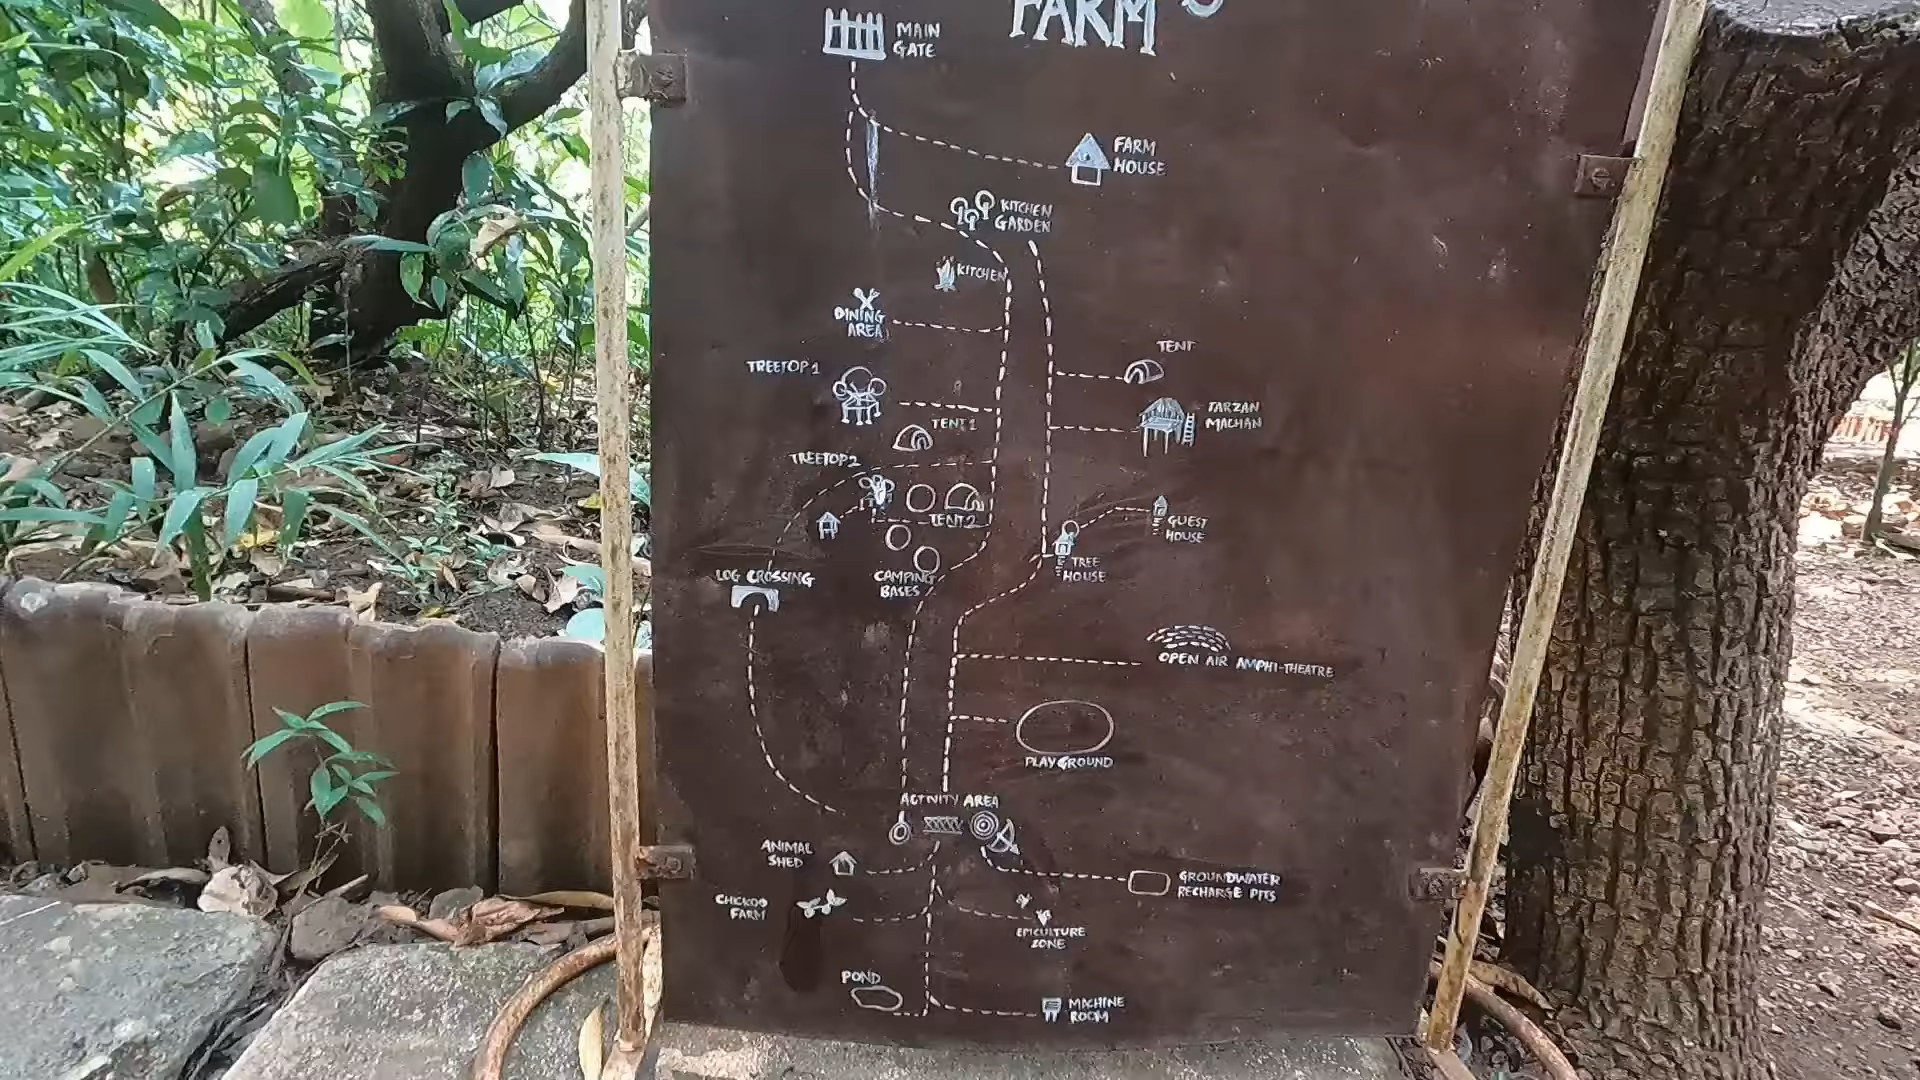 FARM
MAIN
GATE
FARM
HOUSE
KITCHEN
GARDEN
KITCHEN
DINING
AREA
TENT
TREETOP 1
TARZAN
MACHAN
TENT 1
TREETOP 2
TENT 2
GUEST
HOUSE
TREE
HOUSE
LOG CROSSING
CAMPING
BASES
OPEN AIR AMPHI-THEATRE
PLAYGROUND
ACTIVITY AREA
ANIMAL
SHED
GROUNDWATER
RECHARGE PITS
CHICKOO
FARM
EPICULTURE
ZONE
POND
MACHINE
ROOM